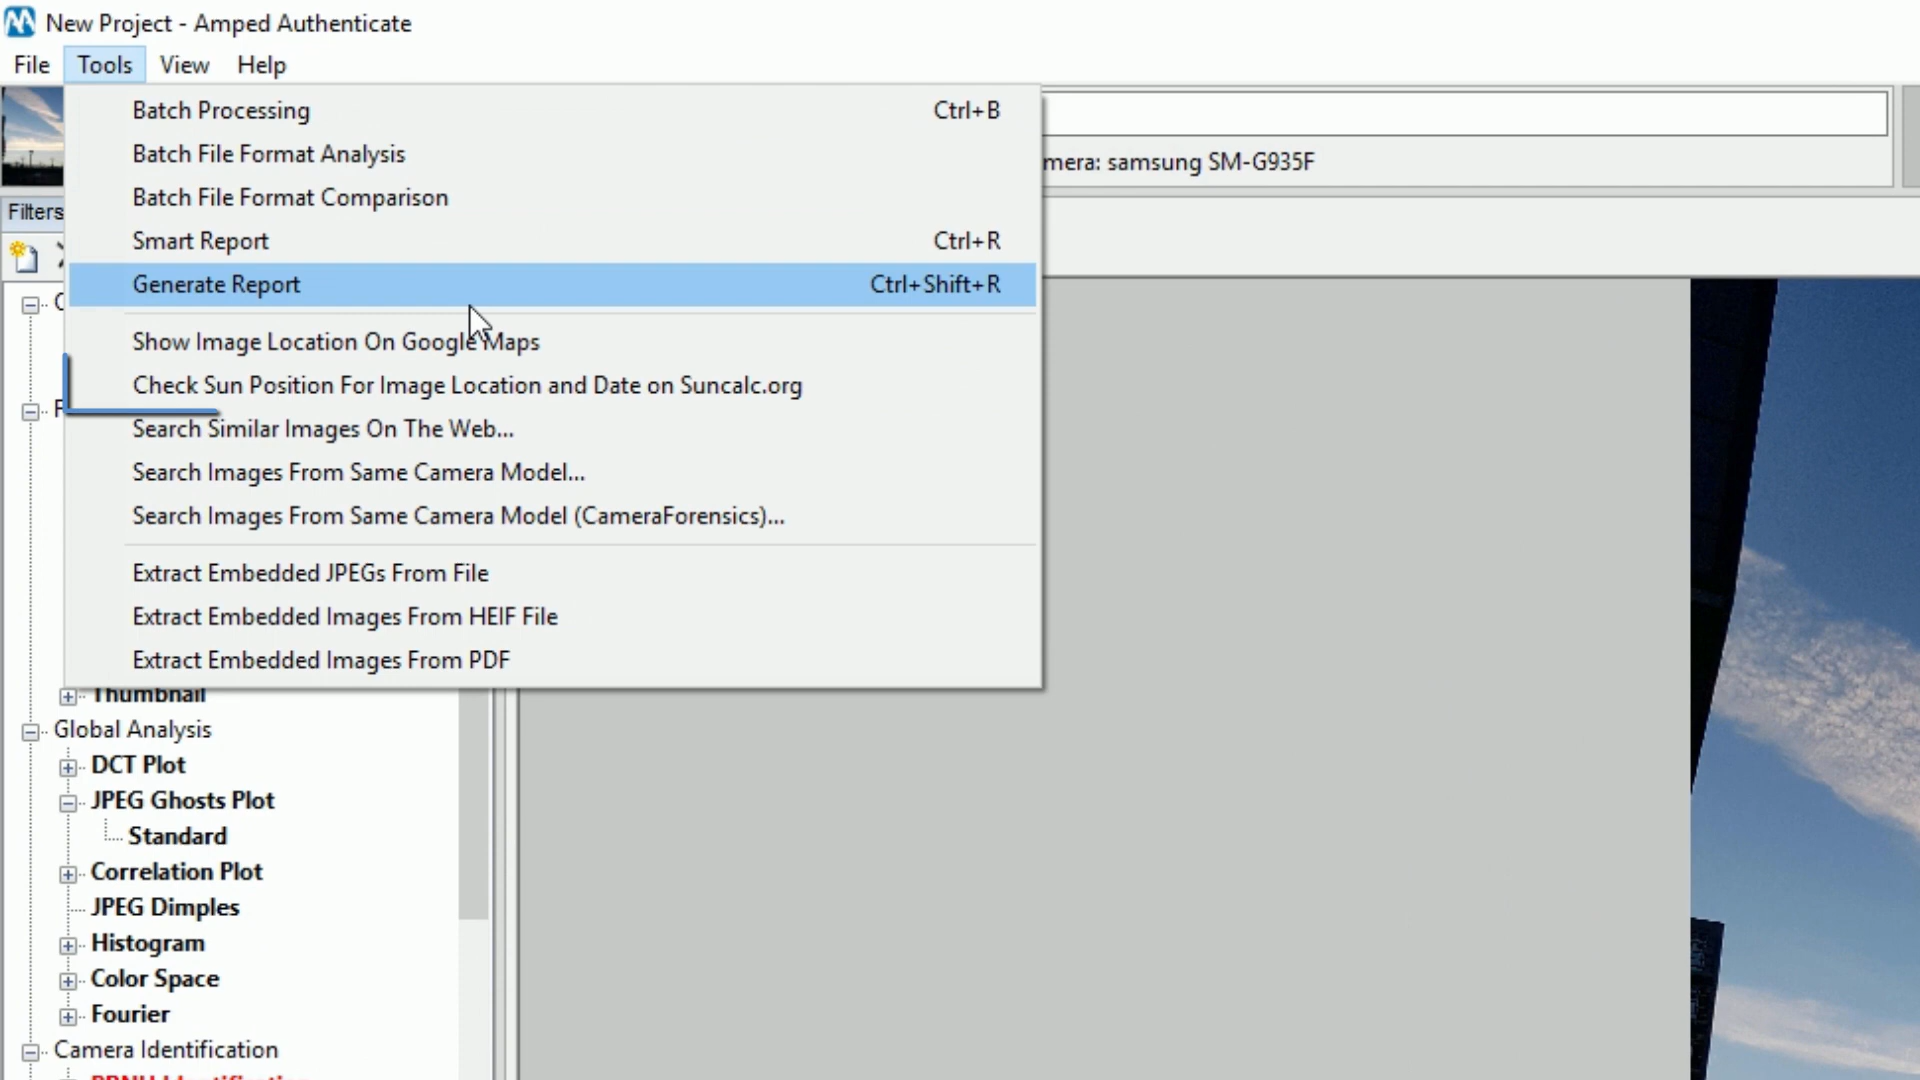 New Project - Amped Authenticate
File Tools View Help
Batch Processing Ctrl+B
Batch File Format Analysis
mera: samsung SM-G935F
Batch File Format Comparison
Filters
Smart Report Ctrl+R
Generate Report Ctrl+Shift+R
Show Image Location On Google Maps
Check Sun Position For Image Location and Date on Suncalc.org
Search Similar Images On The Web...
Search Images From Same Camera Model...
Search Images From Same Camera Model (CameraForensics)...
Extract Embedded JPEGs From File
Extract Embedded Images From HEIF File
Extract Embedded Images From PDF
Thumbnail
Global Analysis
DCT Plot
JPEG Ghosts Plot
Standard
Correlation Plot
JPEG Dimples
Histogram
Color Space
Fourier
Camera Identification
PRNU Identification